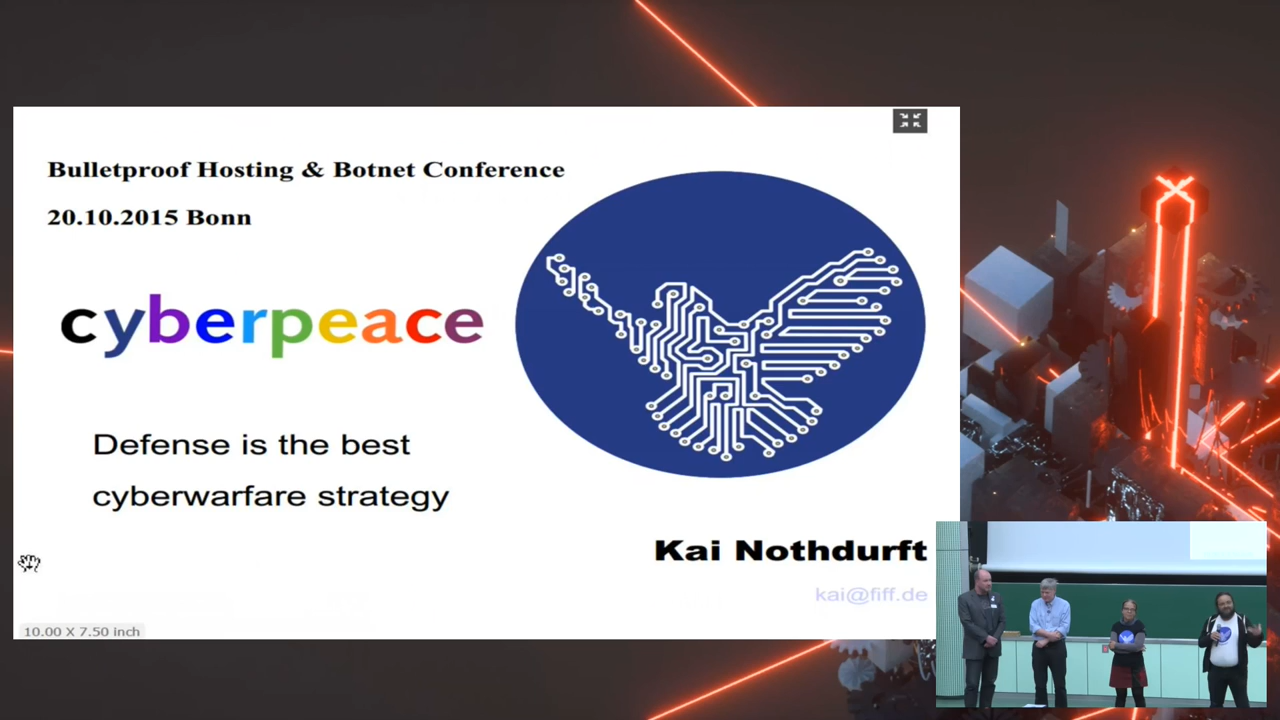 Bulletproof Hosting & Botnet Conference
20.10.2015 Bonn
cyberpeace
Defense is the best
cyberwarfare strategy
Kai Nothdurft
kai@fiff.de
10.00 X 7.50 inch